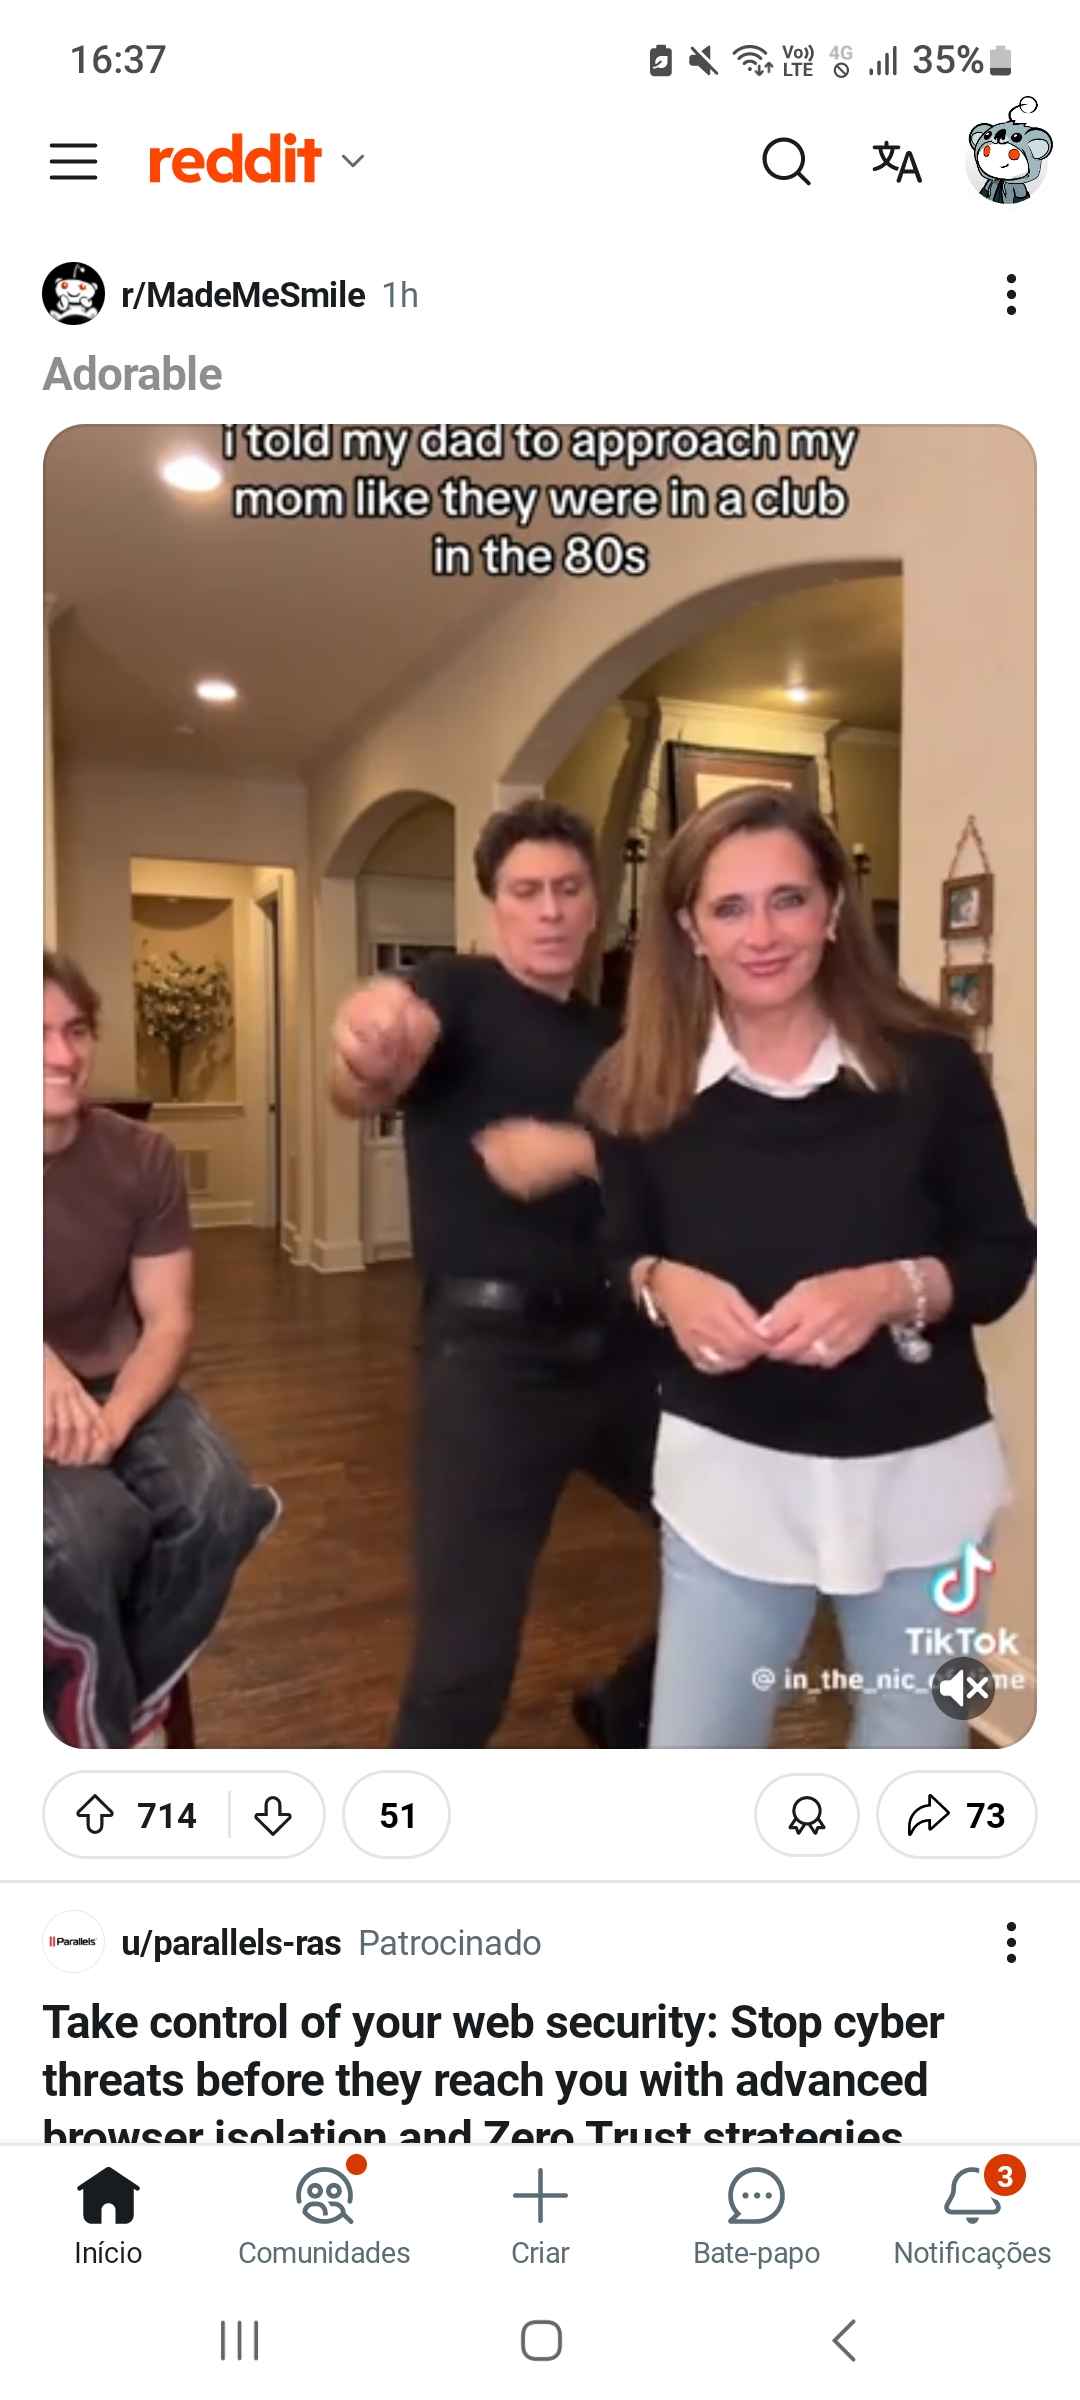 16:37
Vo)) LTE 4G 35%
reddit
r/MadeMeSmile 1h
Adorable
i told my dad to approach my
mom like they were in a club
in the 80s
TikTok
@ in_the_nic_
714 51 73
|| Parallels
u/parallels-ras Patrocinado
Take control of your web security: Stop cyber
threats before they reach you with advanced
browser isolation and Zero Trust strategies
3
Início Comunidades Criar Bate-papo Notificações